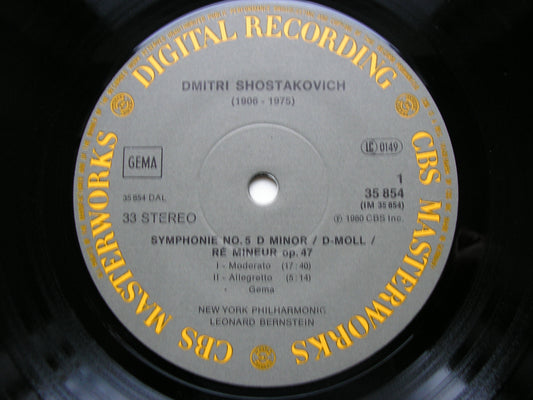 DIGITAL RECORDING
CBS MASTERWORKS
CBS MASTERWORKS
DMITRI SHOSTAKOVICH
(1906 - 1975)
GEMA
LC 0149
35 854 DAL
33 STEREO
1
35 854
(IM 35 854)
℗ 1980 CBS Inc.
SYMPHONIE NO. 5 D MINOR / D-MOLL /
RÉ MINEUR op. 47
I - Moderato (17:40)
II - Allegretto (5:14)
Gema
NEW YORK PHILHARMONIC
LEONARD BERNSTEIN